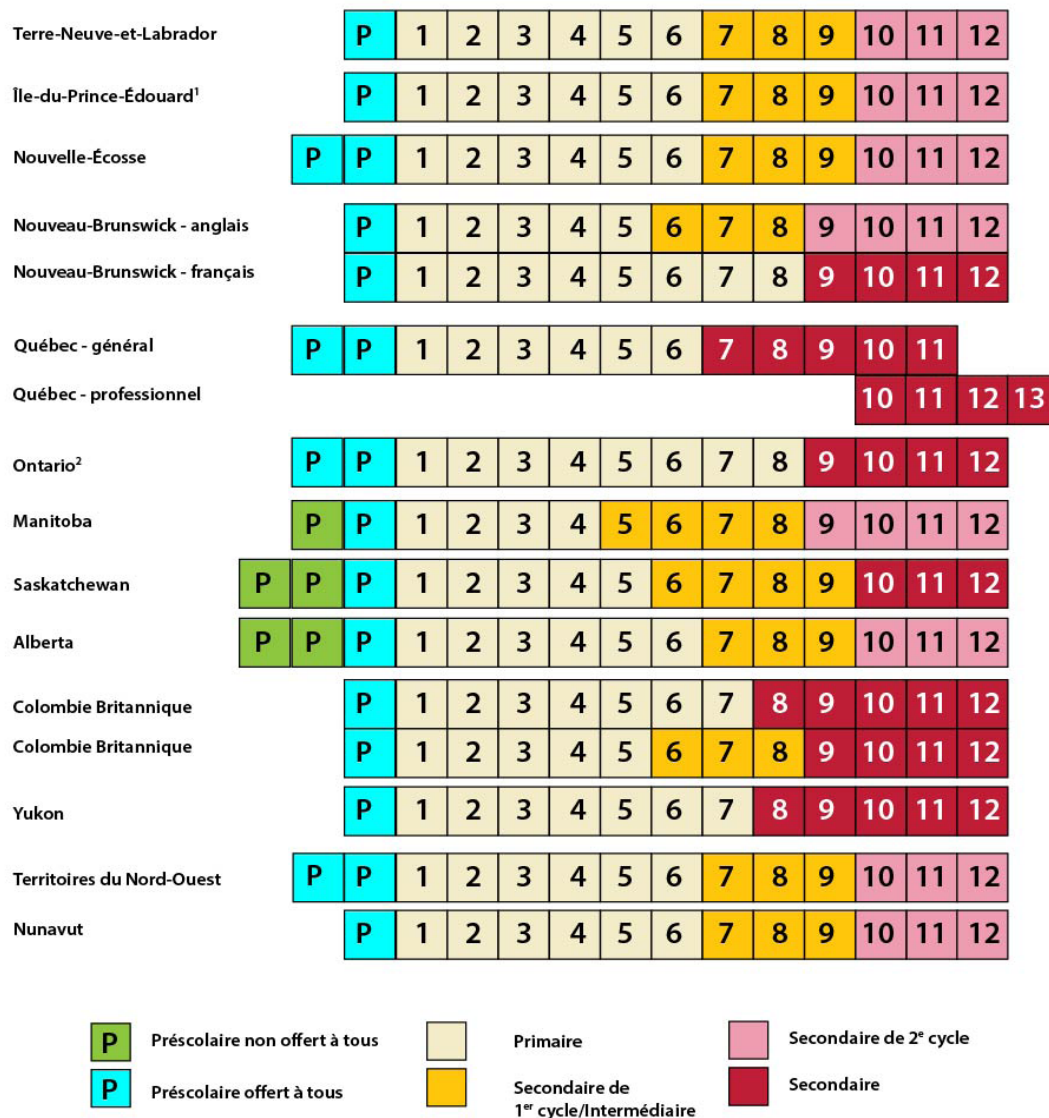 Terre-Neuve-et-Labrador P 1 2 3 4 5 6 7 8 9 10 11 12
Île-du-Prince-Édouard¹ P 1 2 3 4 5 6 7 8 9 10 11 12
Nouvelle-Écosse P P 1 2 3 4 5 6 7 8 9 10 11 12
Nouveau-Brunswick - anglais P 1 2 3 4 5 6 7 8 9 10 11 12
Nouveau-Brunswick - français P 1 2 3 4 5 6 7 8 9 10 11 12
Québec - général P P 1 2 3 4 5 6 7 8 9 10 11
Québec - professionnel 10 11 12 13
Ontario² P P 1 2 3 4 5 6 7 8 9 10 11 12
Manitoba P P 1 2 3 4 5 6 7 8 9 10 11 12
Saskatchewan P P P 1 2 3 4 5 6 7 8 9 10 11 12
Alberta P P P 1 2 3 4 5 6 7 8 9 10 11 12
Colombie Britannique P 1 2 3 4 5 6 7 8 9 10 11 12
Colombie Britannique P 1 2 3 4 5 6 7 8 9 10 11 12
Yukon P 1 2 3 4 5 6 7 8 9 10 11 12
Territoires du Nord-Ouest P P 1 2 3 4 5 6 7 8 9 10 11 12
Nunavut P 1 2 3 4 5 6 7 8 9 10 11 12
P Préscolaire non offert à tous
P Préscolaire offert à tous
Primaire
Secondaire de
1er cycle/Intermédiaire
Secondaire de 2e cycle
Secondaire